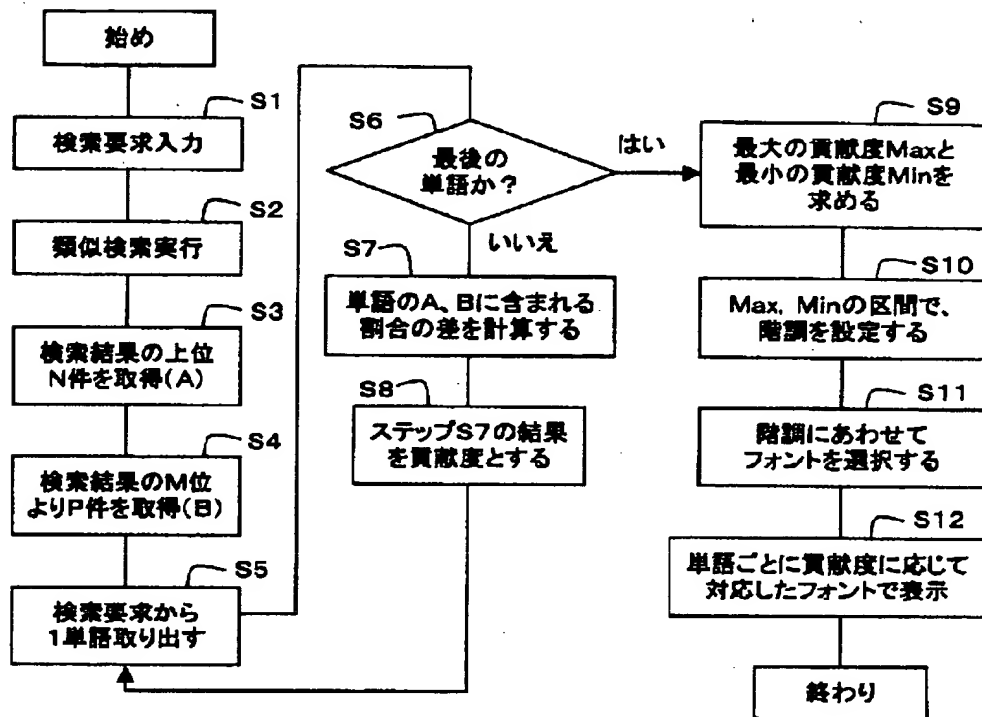 始め
S1
検索要求入力
S2
類似検索実行
S3
検索結果の上位
N件を取得(A)
S4
検索結果のM位
よりP件を取得(B)
S5
検索要求から
1単語取り出す
S6
最後の
単語か？
はい
いいえ
S7
単語のA、Bに含まれる
割合の差を計算する
S8
ステップS7の結果
を貢献度とする
S9
最大の貢献度Maxと
最小の貢献度Minを
求める
S10
Max, Minの区間で、
階調を設定する
S11
階調にあわせて
フォントを選択する
S12
単語ごとに貢献度に応じて
対応したフォントで表示
終わり